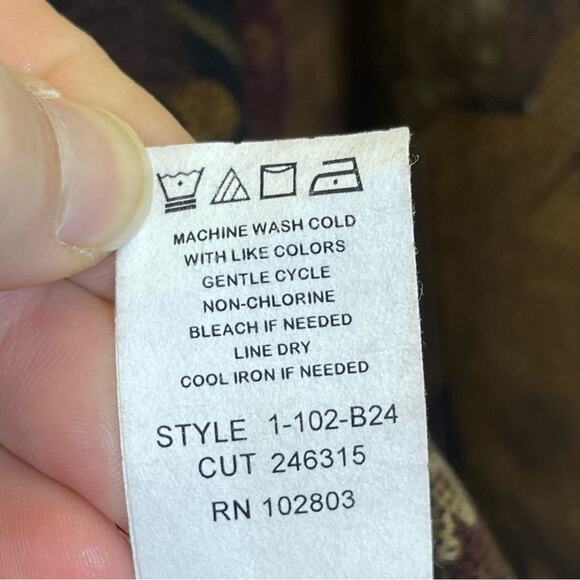 MACHINE WASH COLD
WITH LIKE COLORS
GENTLE CYCLE
NON-CHLORINE
BLEACH IF NEEDED
LINE DRY
COOL IRON IF NEEDED
STYLE 1-102-B24
CUT 246315
RN 102803